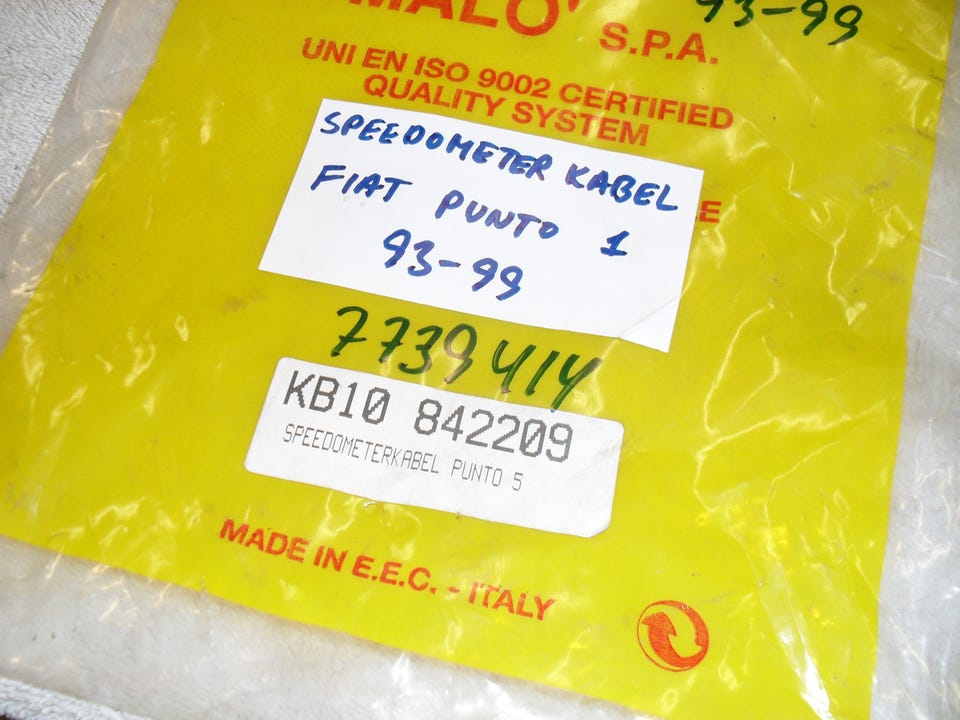 MALO'
S.P.A.
93-99
UNI EN ISO 9002 CERTIFIED
QUALITY SYSTEM
SPEEDOMETER KABEL
FIAT PUNTO 1
93-99
7739414
KB10 842209
SPEEDOMETERKABEL PUNTO 5
MADE IN E.E.C. - ITALY